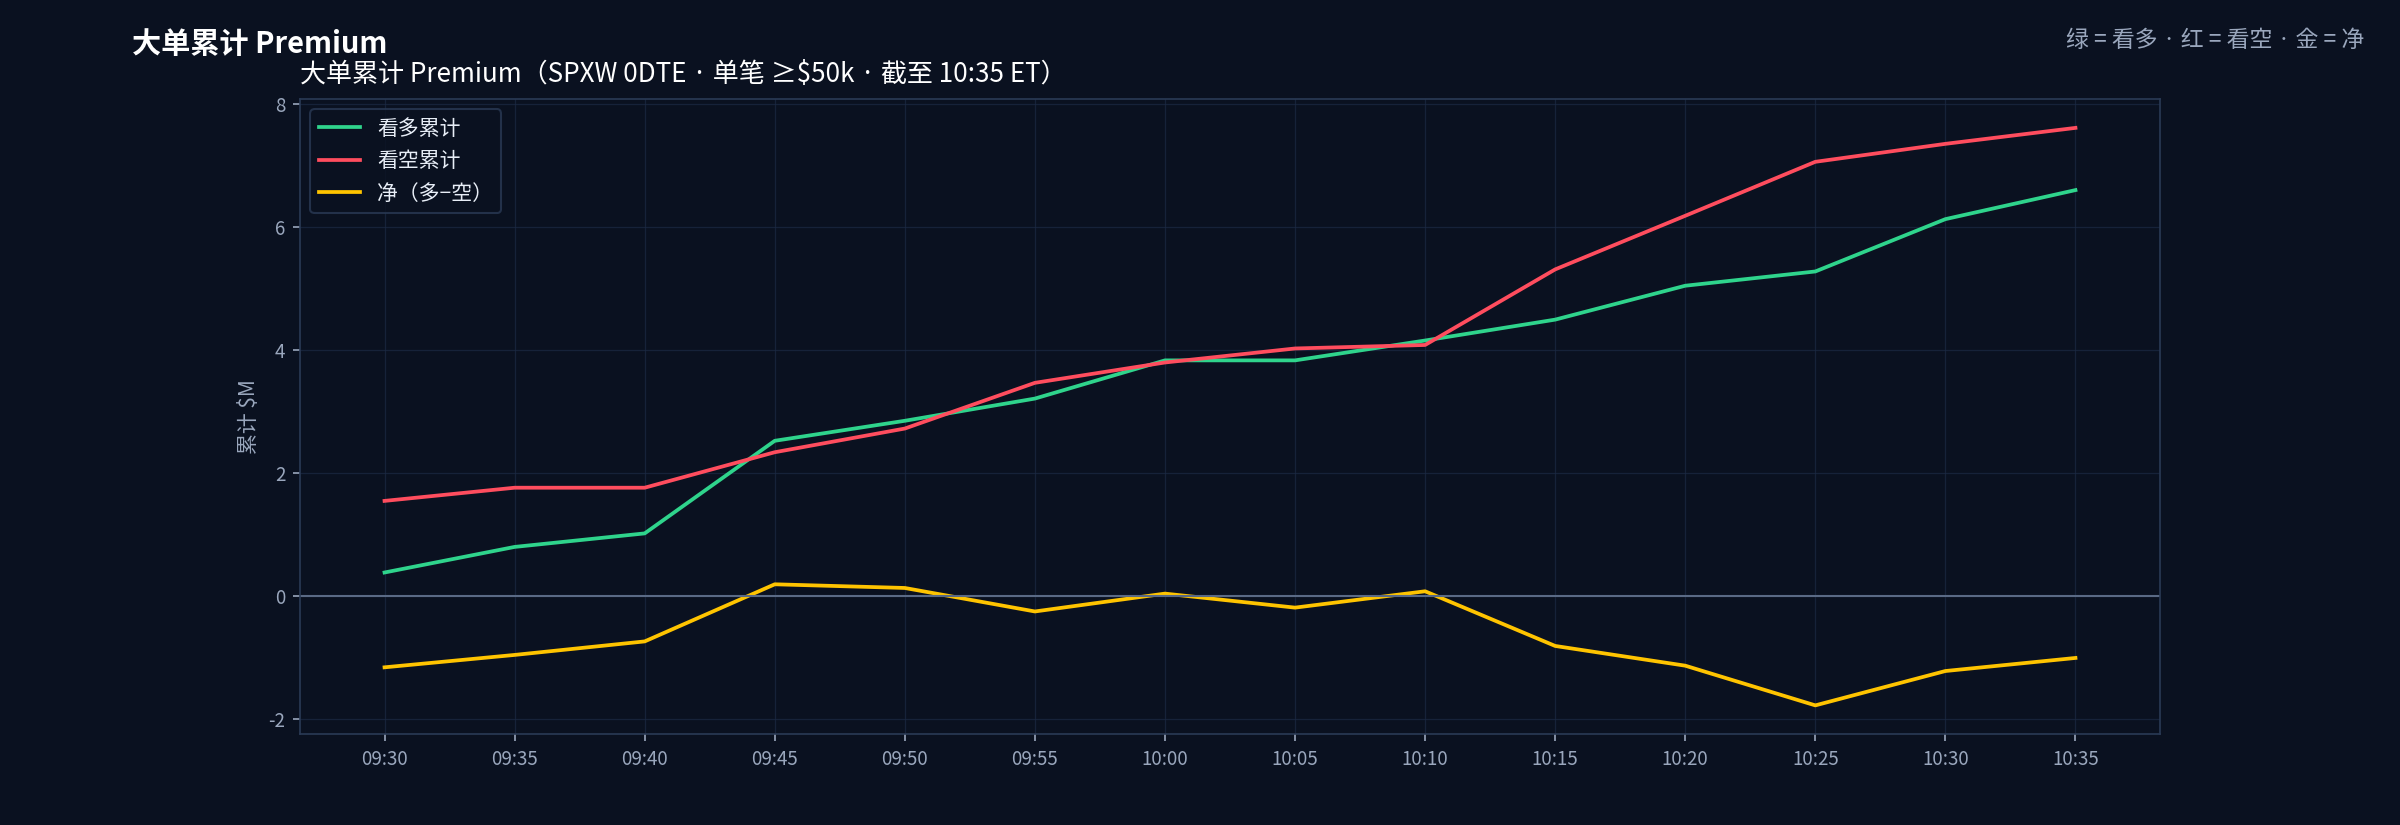 大单累计 Premium
绿 = 看多 · 红 = 看空 · 金 = 净
大单累计 Premium（SPXW 0DTE · 单笔 ≥$50k · 截至 10:35 ET）
看多累计
看空累计
净（多−空）
累计 $M
8
6
4
2
0
-2
09:30 09:35 09:40 09:45 09:50 09:55 10:00 10:05 10:10 10:15 10:20 10:25 10:30 10:35